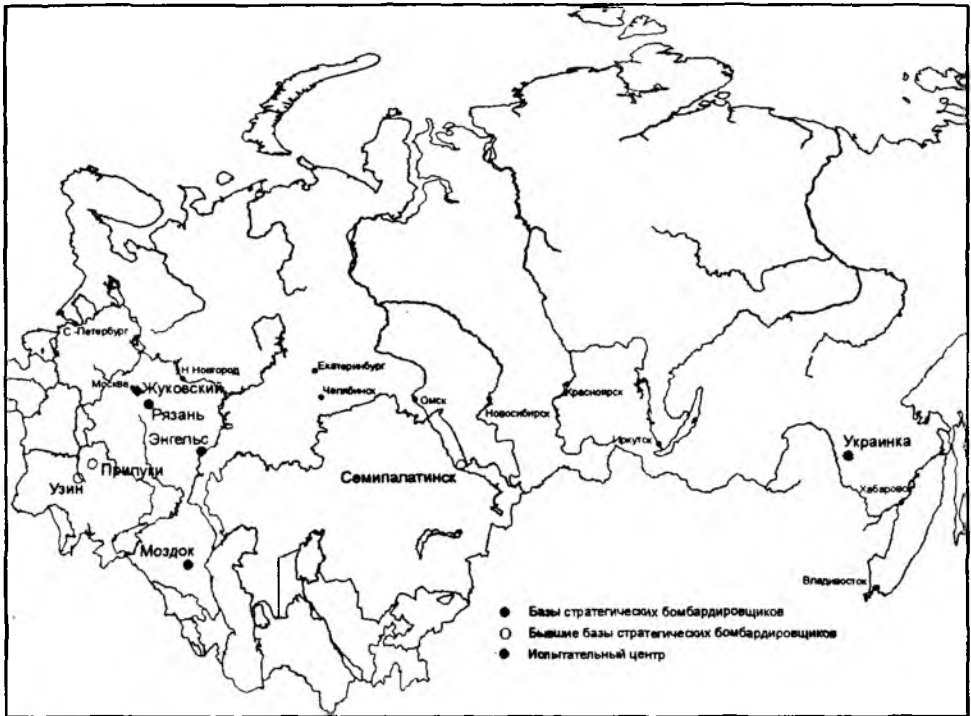 С.-Петербург
Н Новгород
Москва
Жуковский
Рязань
Энгельс
Екатеринбург
Челябинск
Омск
Новосибирск
Красноярск
Иркутск
Семипалатинск
Украинка
Хабаровск
Владивосток
Припуки
Узин
Моздок
Базы стратегических бомбардировщиков
Бывшие базы стратегических бомбардировщиков
Испытательный центр